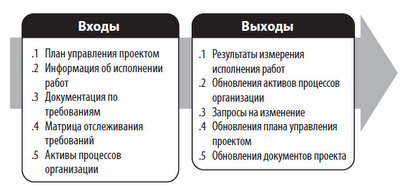 Входы
.1 План управления проектом
.2 Информация об исполнении
работ
.3 Документация по
требованиям
.4 Матрица отслеживания
требований
.5 Активы процессов
организации
Выходы
.1 Результаты измерения
исполнения работ
.2 Обновления активов процессов
организации
.3 Запросы на изменение
.4 Обновления плана управления
проектом
.5 Обновления документов проекта